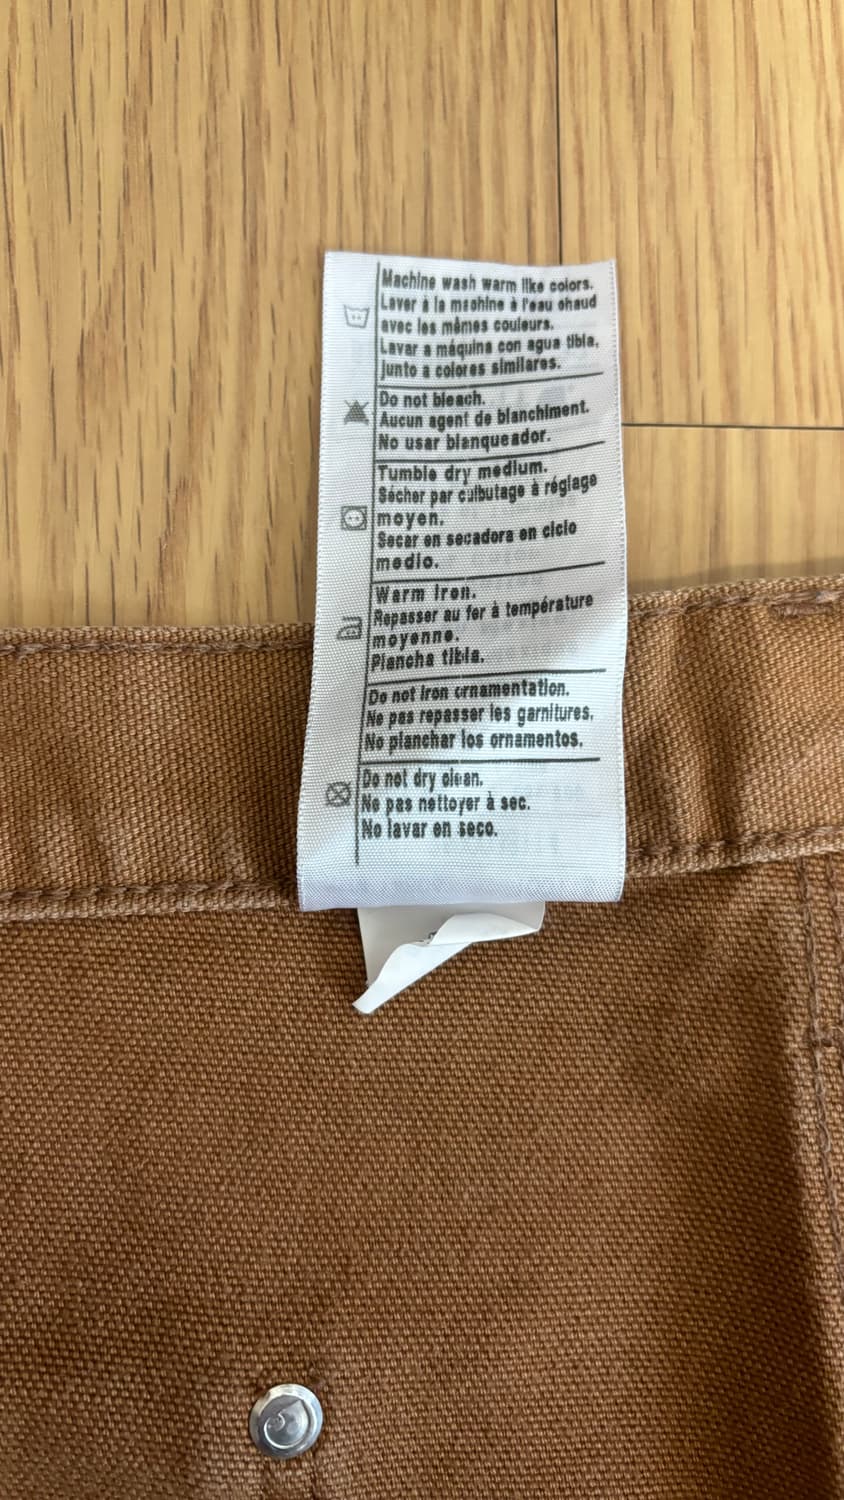 Machine wash warm like colors.
Laver à la mashine à l'eau ohaud
avec les mêmes couleurs.
Lavar a máquina con agua tibia,
junto a colores similares.
Do not bleach.
Aucun agent de blanchiment.
No usar blanqueador.
Tumble dry medium.
Sécher par culbutage à réglage
moyen.
Secar en secadora en ciclo
medio.
Warm iron.
Repasser au fer à température
moyenne.
Plancha tibia.
Do not iron ornamentation.
Ne pas repasser les garnitures.
No planchar los ornamentos.
Do not dry clean.
Ne pas nettoyer à sec.
No lavar en seco.